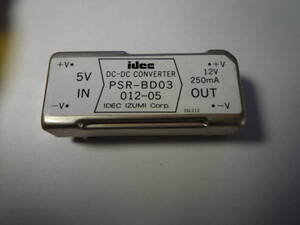 idec
DC-DC CONVERTER
PSR-BD03
012-05
IDEC IZUMI Corp.
+V
5V
IN
-V
+V
12V
250mA
OUT
-V